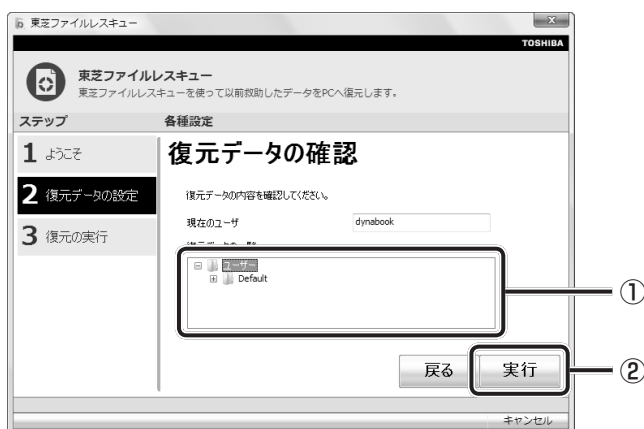 東芝ファイルレスキュー
x
TOSHIBA
東芝ファイルレスキュー
東芝ファイルレスキューを使って以前救助したデータをPCへ復元します。
ステップ
各種設定
1 ようこそ
2 復元データの設定
3 復元の実行
復元データの確認
復元データの内容を確認してください。
現在のユーザ dynabook
ユーザー
Default
①
戻る 実行
②
キャンセル